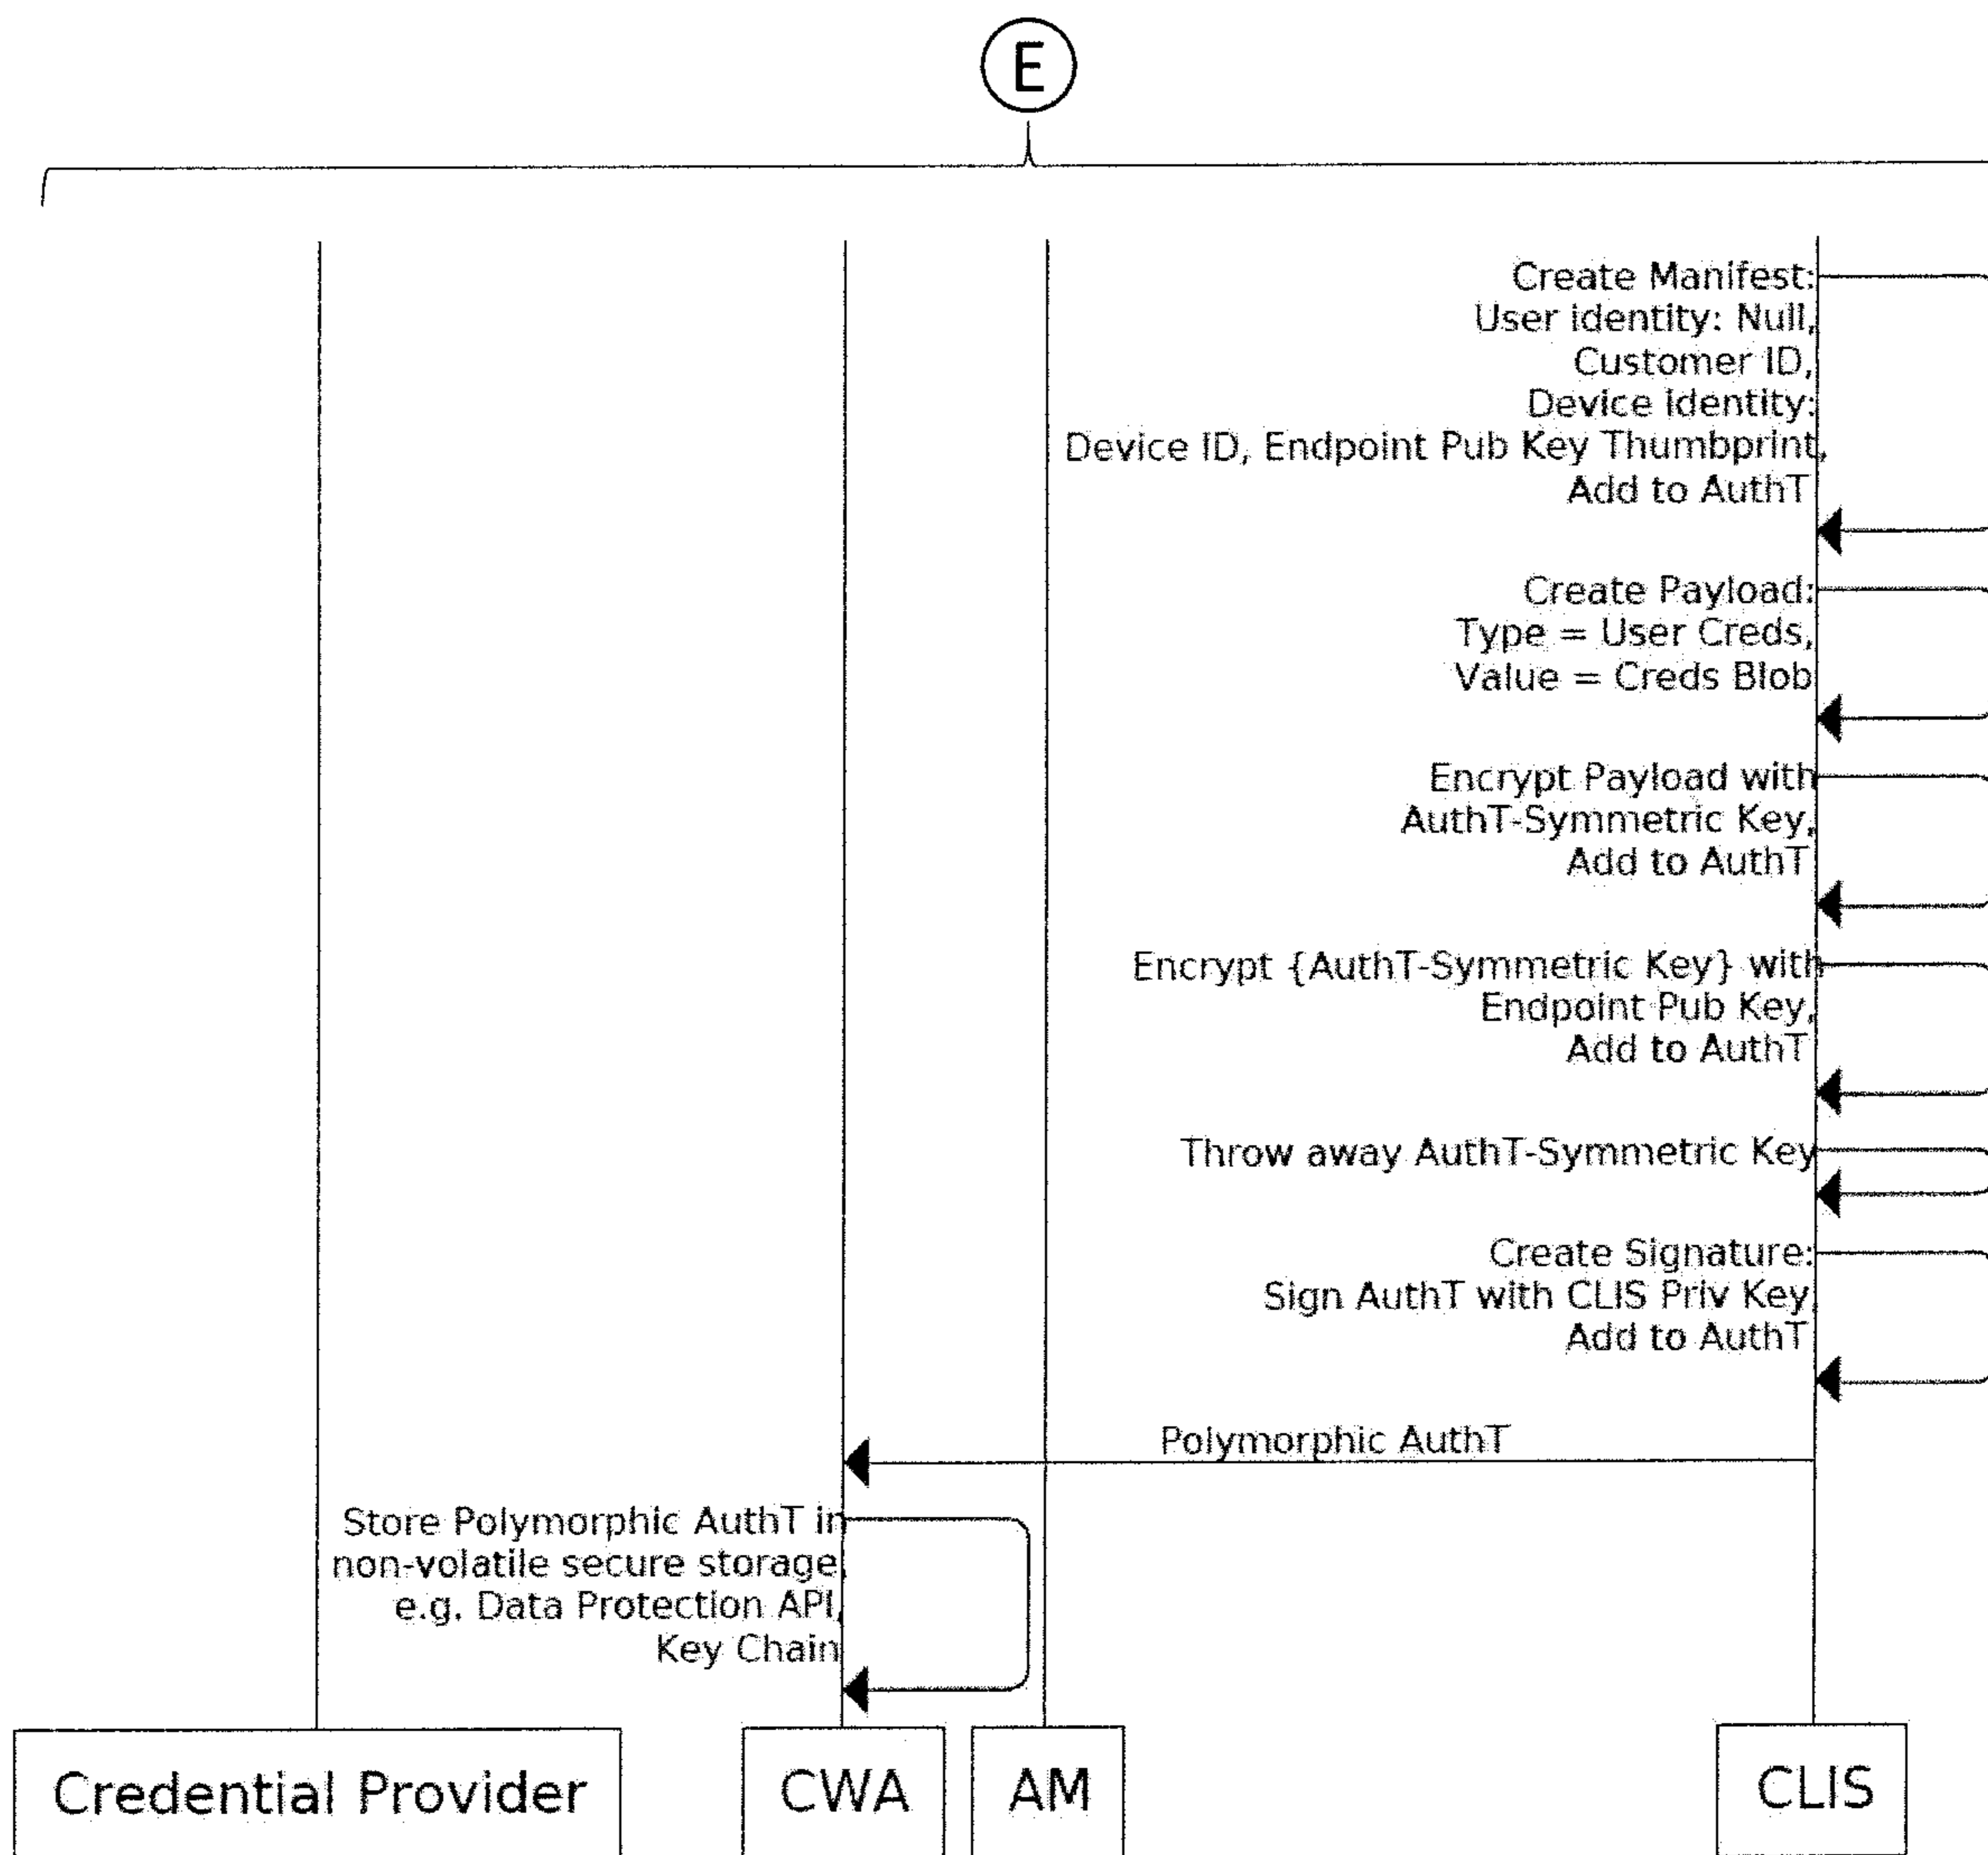 E
Create Manifest:
User identity: Null,
Customer ID,
Device identity:
Device ID, Endpoint Pub Key Thumbprint,
Add to AuthT
Create Payload:
Type = User Creds,
Value = Creds Blob
Encrypt Payload with
AuthT-Symmetric Key,
Add to AuthT
Encrypt {AuthT-Symmetric Key} with
Endpoint Pub Key,
Add to AuthT
Throw away AuthT-Symmetric Key
Create Signature:
Sign AuthT with CLIS Priv Key
Add to AuthT
Polymorphic AuthT
Store Polymorphic AuthT in
non-volatile secure storage
e.g. Data Protection API,
Key Chain
Credential Provider
CWA
AM
CLIS